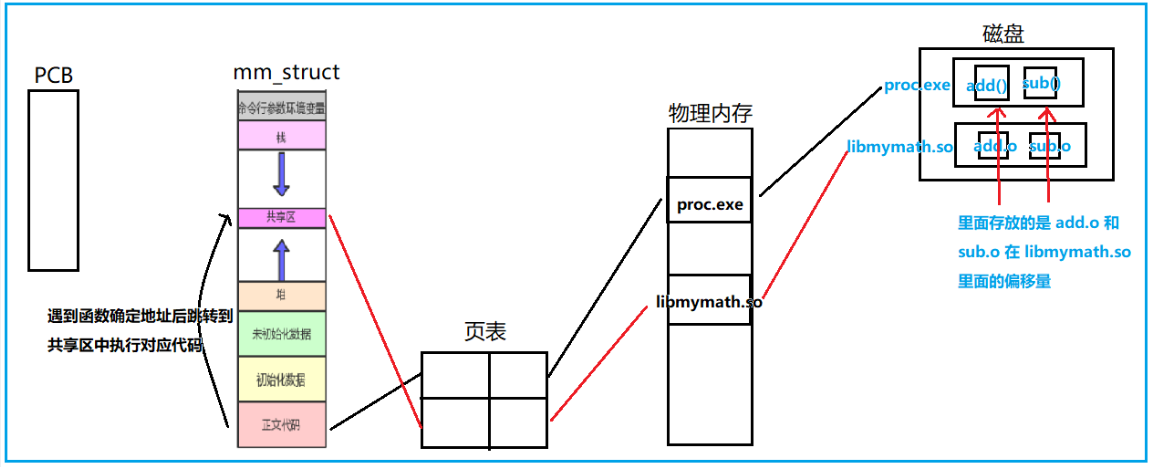 PCB
mm_struct
命令行参数环境变量
栈
共享区
堆
未初始化数据
初始化数据
正文代码
遇到函数确定地址后跳转到
共享区中执行对应代码
页表
物理内存
proc.exe
libmymath.so
磁盘
proc.exe
add()
sub()
libmymath.so
add.o
sub.o
里面存放的是 add.o 和
sub.o 在 libmymath.so
里面的偏移量